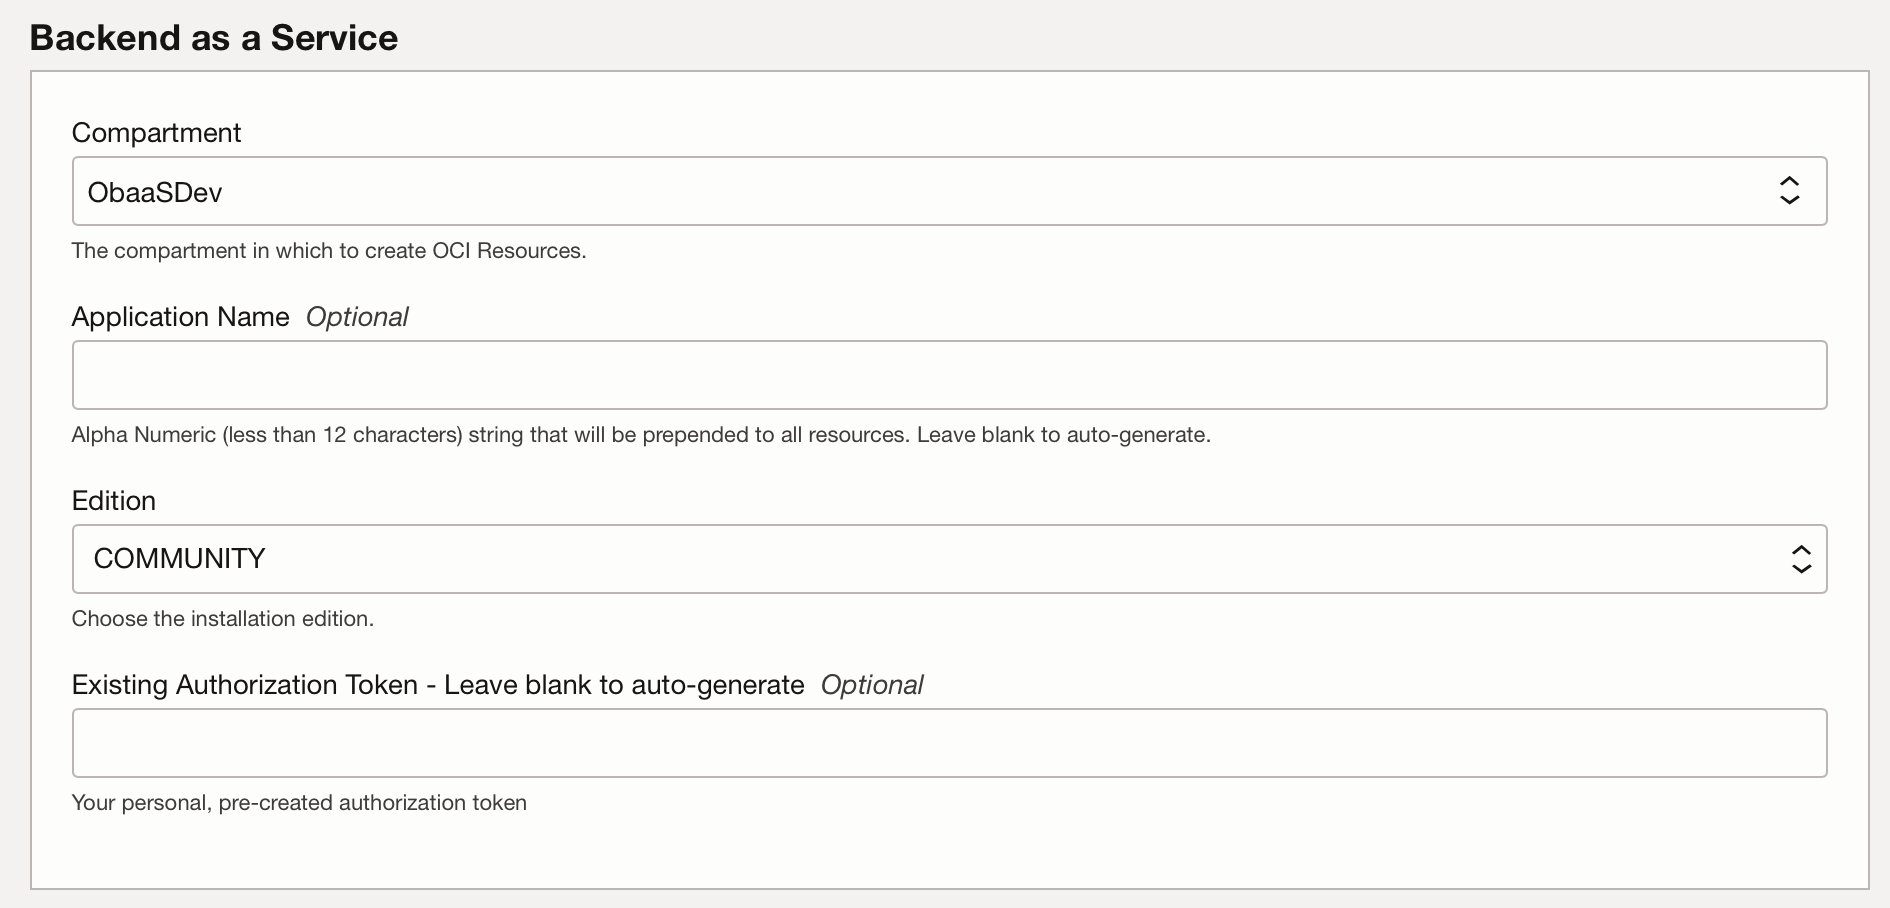 Backend as a Service
Compartment
ObaaSDev
The compartment in which to create OCI Resources.
Application Name Optional
Alpha Numeric (less than 12 characters) string that will be prepended to all resources. Leave blank to auto-generate.
Edition
COMMUNITY
Choose the installation edition.
Existing Authorization Token - Leave blank to auto-generate Optional
Your personal, pre-created authorization token